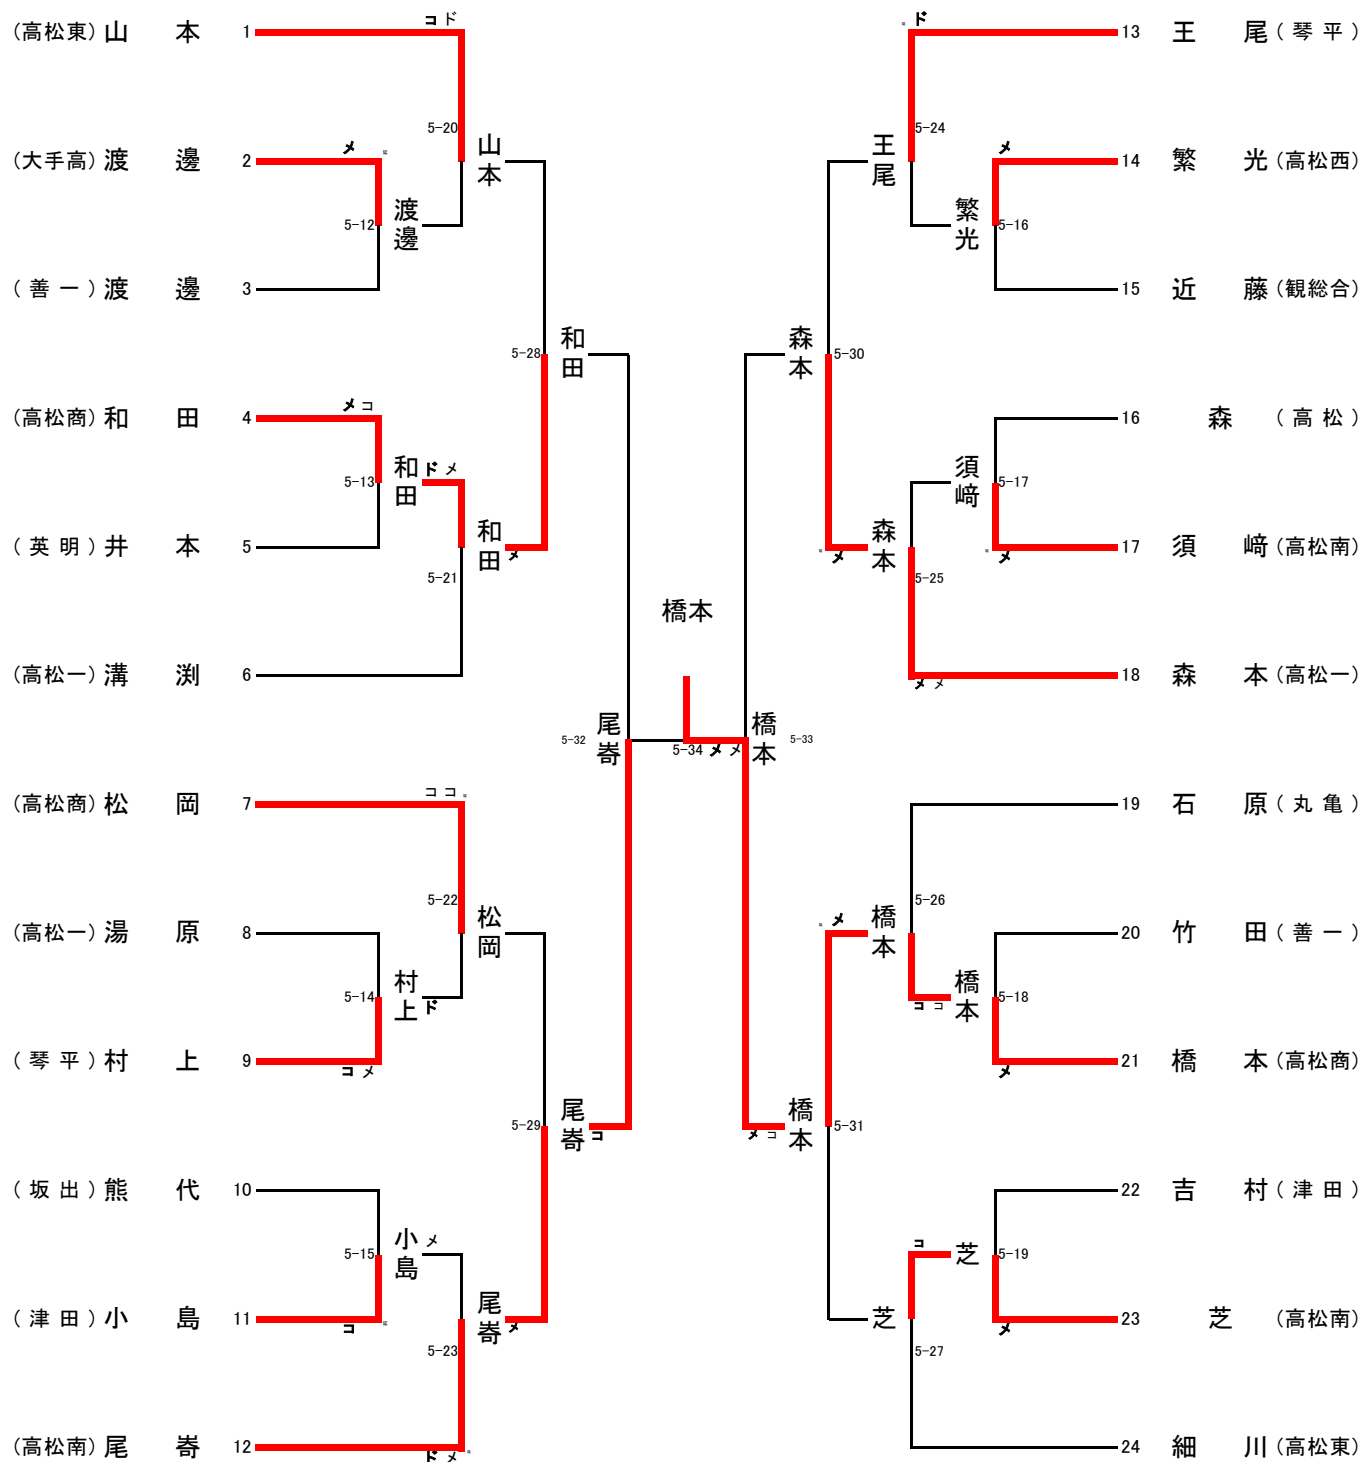 (高松東) 山本 1
コド
5-20
山本
(大手高) 渡邊 2
メ
5-12
渡邊
(善一) 渡邊 3
5-28
和田
(高松商) 和田 4
メコ
5-13
和田
ドメ
(英明) 井本 5
5-21
和田
メ
(高松一) 溝渕 6
5-32
尾嵜
(高松商) 松岡 7
ココ
5-22
松岡
(高松一) 湯原 8
5-14
村上
ド
(琴平) 村上 9
コメ
5-29
尾嵜
コ
(坂出) 熊代 10
5-15
小島
メ
(津田) 小島 11
コ
5-23
尾嵜
メ
(高松南) 尾嵜 12
ドメ
橋本
5-34
メメ
橋本
5-33
ド
13 王尾 (琴平)
王尾
5-24
メ
14 繁光 (高松西)
繁光
5-16
15 近藤 (観総合)
森本
5-30
16 森 (高松)
須﨑
5-17
森本
メ
5-25
メ
17 須﨑 (高松南)
メメ
18 森本 (高松一)
19 石原 (丸亀)
5-26
メ
橋本
20 竹田 (善一)
橋本
5-18
ココ
メ
21 橋本 (高松商)
橋本
メコ
5-31
22 吉村 (津田)
コ
芝
5-19
芝
メ
23 芝 (高松南)
5-27
24 細川 (高松東)